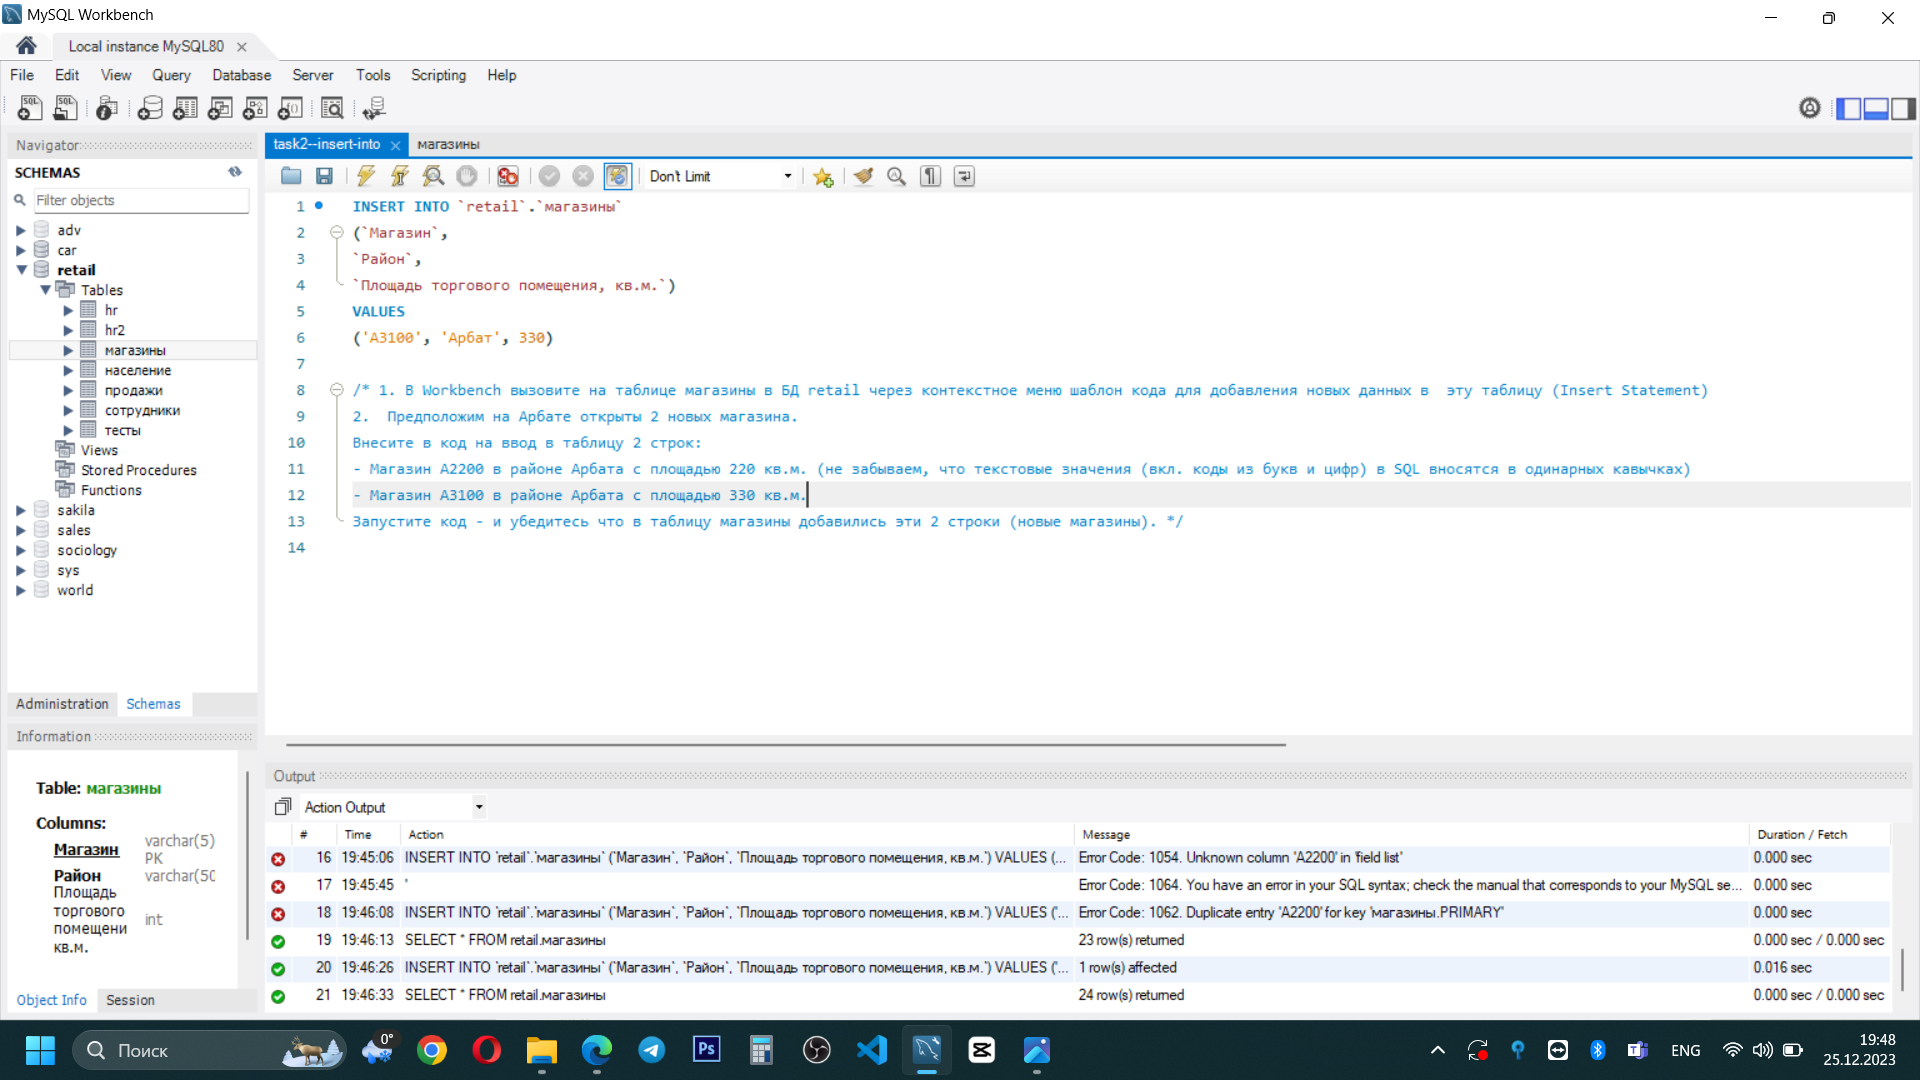 MySQL Workbench
Local instance MySQL80
File Edit View Query Database Server Tools Scripting Help
Navigator
SCHEMAS
Filter objects
adv
car
retail
Tables
hr
hr2
магазины
население
продажи
сотрудники
тесты
Views
Stored Procedures
Functions
sakila
sales
sociology
sys
world
Administration Schemas
Information
Table: магазины
Columns:
Магазин varchar(5) PK
Район varchar(50
Площадь торгового помещени кв.м. int
Object Info Session
task2--insert-into магазины
Don't Limit
1 INSERT INTO `retail`.`магазины`
2 (`Магазин`,
3 `Район`,
4 `Площадь торгового помещения, кв.м.`)
5 VALUES
6 ('A3100', 'Арбат', 330)
7
8 /* 1. В Workbench вызовите на таблице магазины в БД retail через контекстное меню шаблон кода для добавления новых данных в эту таблицу (Insert Statement)
9 2. Предположим на Арбате открыты 2 новых магазина.
10 Внесите в код на ввод в таблицу 2 строк:
11 - Магазин А2200 в районе Арбата с площадью 220 кв.м. (не забываем, что текстовые значения (вкл. коды из букв и цифр) в SQL вносятся в одинарных кавычках)
12 - Магазин А3100 в районе Арбата с площадью 330 кв.м.
13 Запустите код - и убедитесь что в таблицу магазины добавились эти 2 строки (новые магазины). */
14
Output
Action Output
# Time Action Message Duration / Fetch
16 19:45:06 INSERT INTO `retail`.`магазины` (`Магазин`, `Район`, `Площадь торгового помещения, кв.м.`) VALUES (... Error Code: 1054. Unknown column 'A2200' in 'field list' 0.000 sec
17 19:45:45 ' Error Code: 1064. You have an error in your SQL syntax; check the manual that corresponds to your MySQL se... 0.000 sec
18 19:46:08 INSERT INTO `retail`.`магазины` (`Магазин`, `Район`, `Площадь торгового помещения, кв.м.`) VALUES ('... Error Code: 1062. Duplicate entry 'A2200' for key 'магазины.PRIMARY' 0.000 sec
19 19:46:13 SELECT * FROM retail.магазины 23 row(s) returned 0.000 sec / 0.000 sec
20 19:46:26 INSERT INTO `retail`.`магазины` (`Магазин`, `Район`, `Площадь торгового помещения, кв.м.`) VALUES ('... 1 row(s) affected 0.016 sec
21 19:46:33 SELECT * FROM retail.магазины 24 row(s) returned 0.000 sec / 0.000 sec
Поиск
0°
Ps
ENG
19:48
25.12.2023